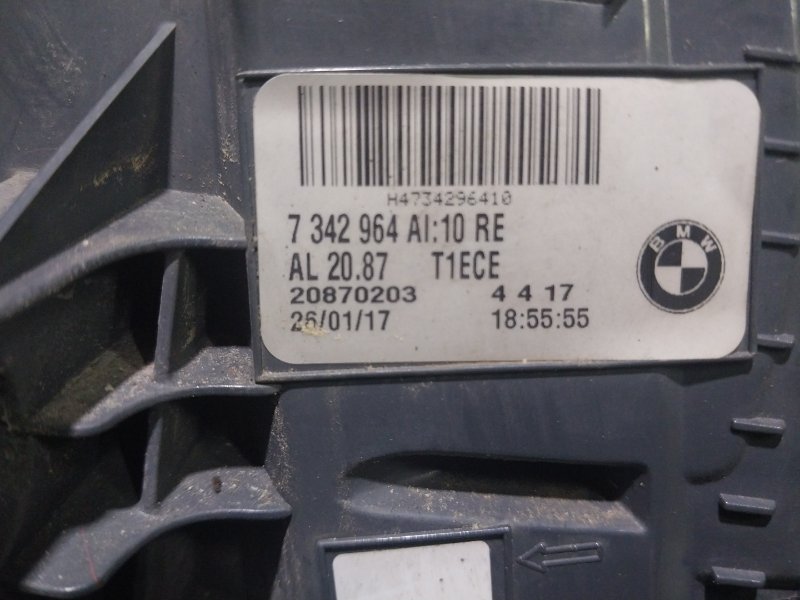 H4734296410
7 342 964 AI:10 RE
AL 20.87 T1ECE
20870203 4 4 17
26/01/17 18:55:55
BMW